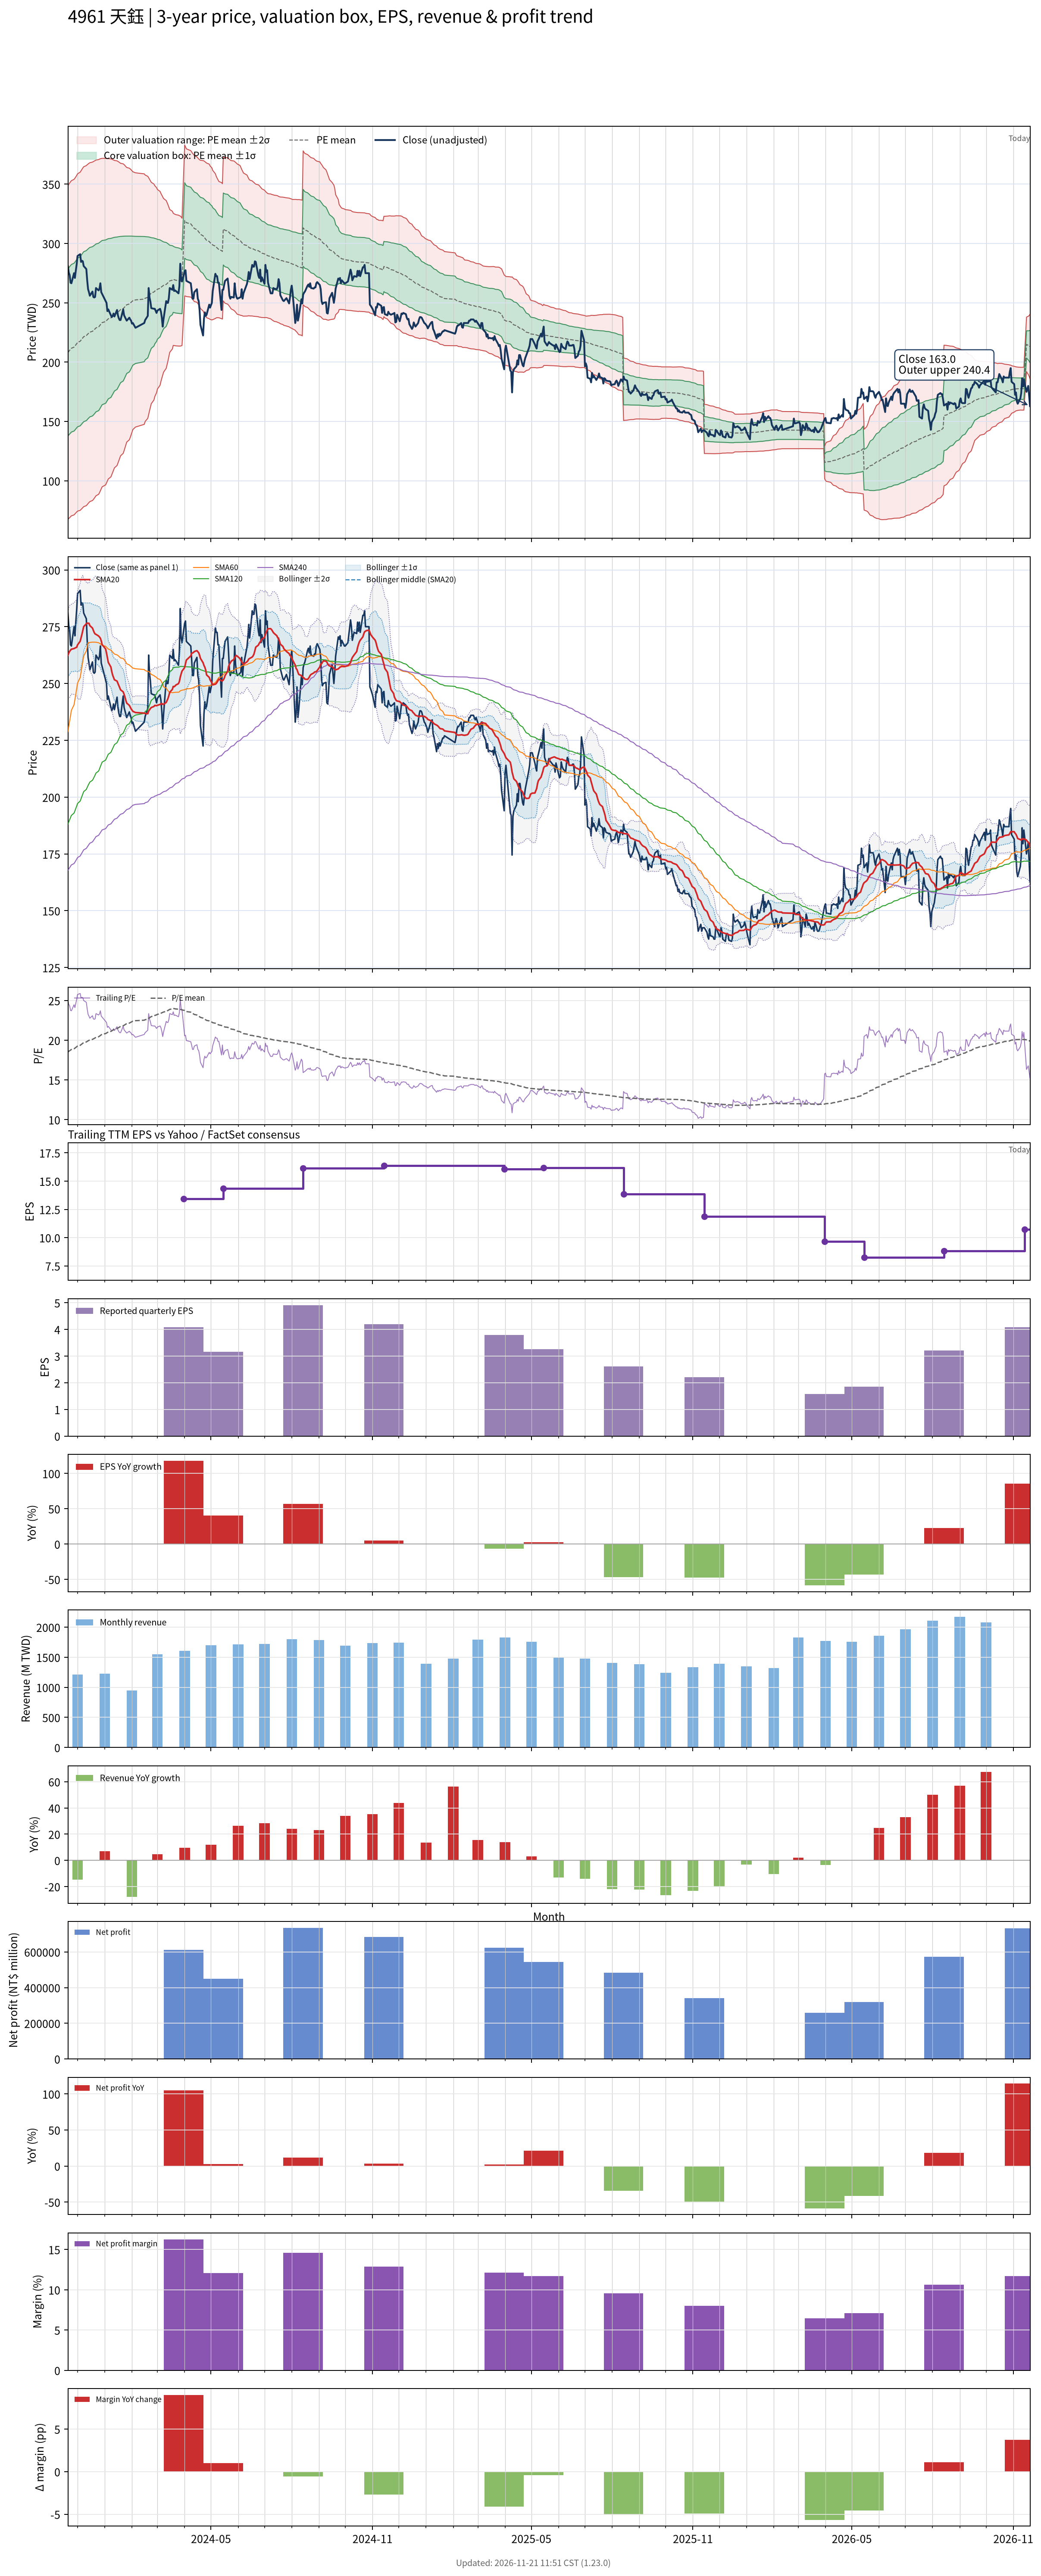 4961 天鈺 | 3-year price, valuation box, EPS, revenue & profit trend
Outer valuation range: PE mean ±2σ
PE mean
Close (unadjusted)
Core valuation box: PE mean ±1σ
Today
Close 163.0
Outer upper 240.4
Price (TWD)
350
300
250
200
150
100
Close (same as panel 1)
SMA20
SMA60
SMA120
SMA240
Bollinger ±2σ
Bollinger ±1σ
Bollinger middle (SMA20)
Price
300
275
250
225
200
175
150
125
Trailing P/E
P/E mean
P/E
25
20
15
10
Trailing TTM EPS vs Yahoo / FactSet consensus
Today
EPS
17.5
15.0
12.5
10.0
7.5
Reported quarterly EPS
EPS
5
4
3
2
1
0
EPS YoY growth
YoY (%)
100
50
0
-50
Monthly revenue
Revenue (M TWD)
2000
1500
1000
500
0
Revenue YoY growth
YoY (%)
60
40
20
0
-20
Month
Net profit
Net profit (NT$ million)
600000
400000
200000
0
Net profit YoY
YoY (%)
100
50
0
-50
Net profit margin
Margin (%)
15
10
5
0
Margin YoY change
Δ margin (pp)
5
0
-5
2024-05
2024-11
2025-05
2025-11
2026-05
2026-11
Updated: 2026-11-21 11:51 CST (1.23.0)